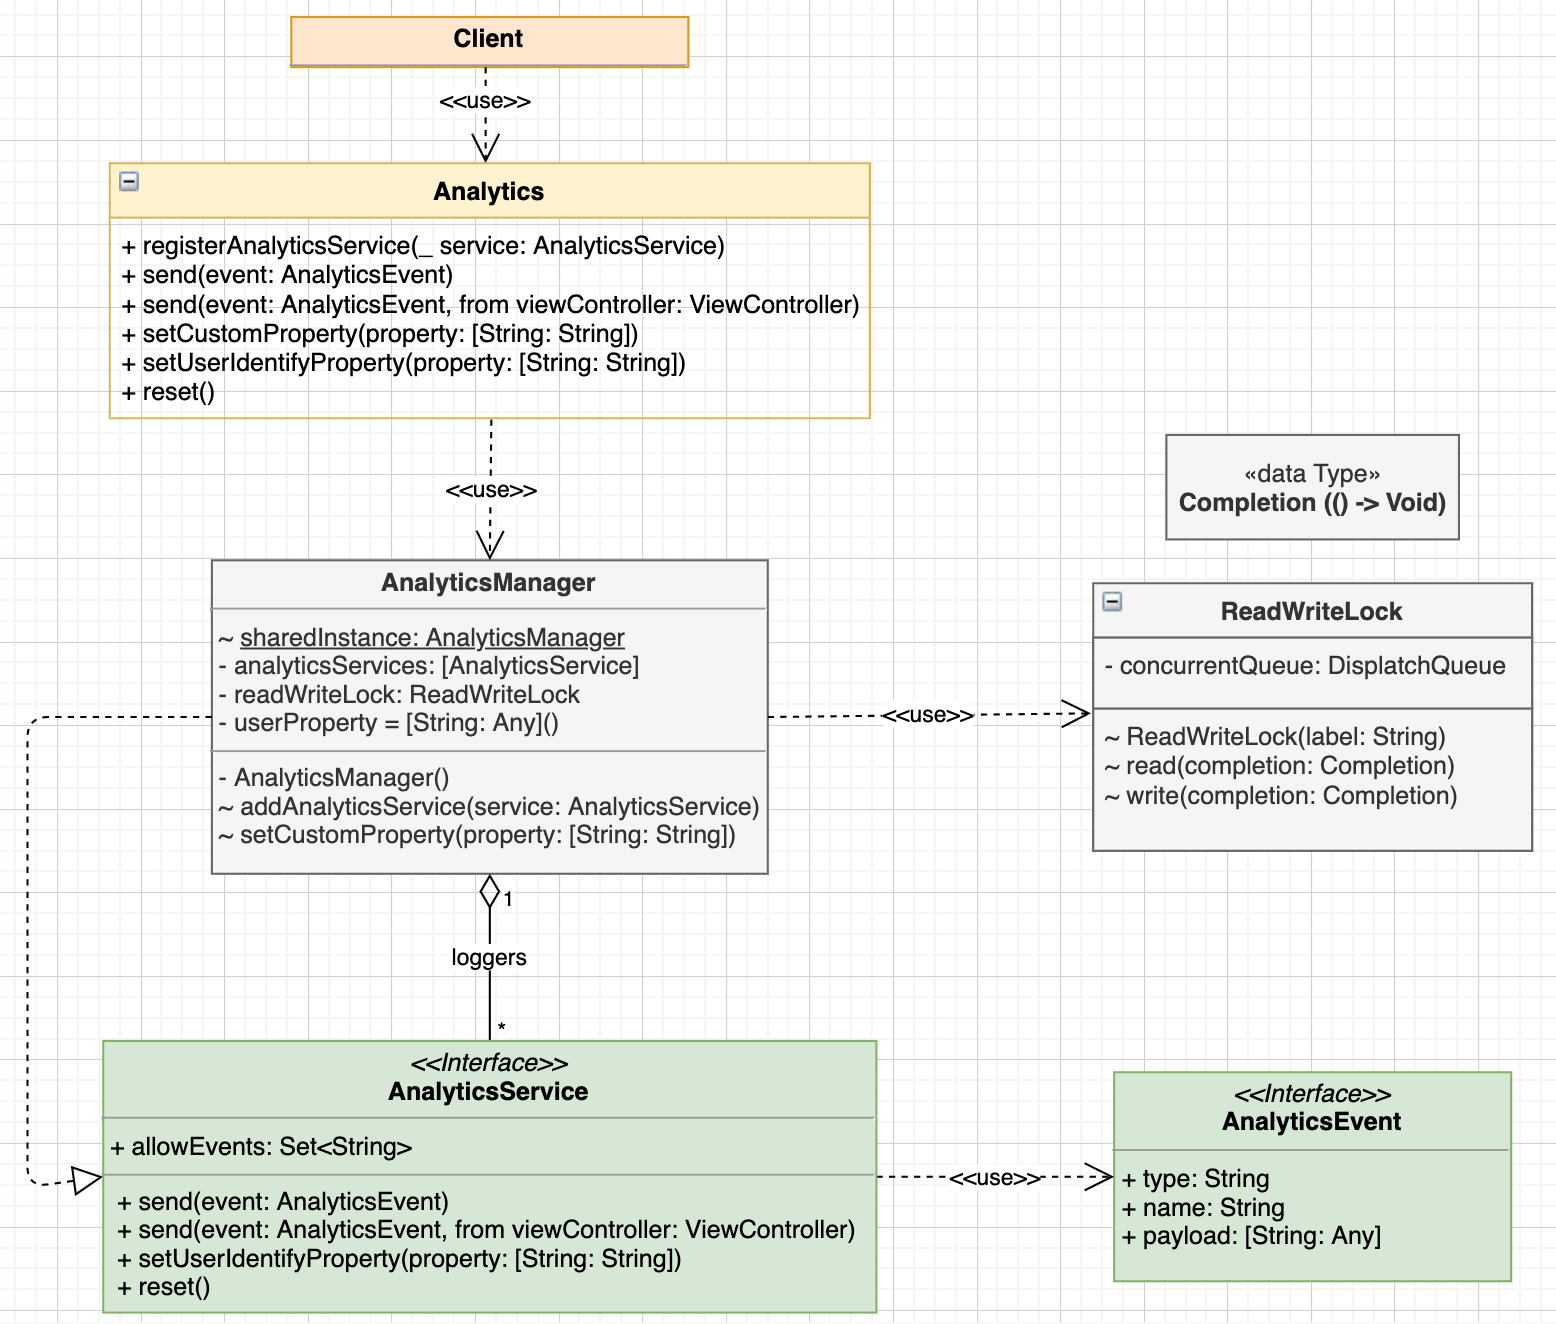 Client
<<use>>
Analytics
+ registerAnalyticsService(_ service: AnalyticsService)
+ send(event: AnalyticsEvent)
+ send(event: AnalyticsEvent, from viewController: ViewController)
+ setCustomProperty(property: [String: String])
+ setUserIdentifyProperty(property: [String: String])
+ reset()
<<use>>
«data Type»
Completion (() -> Void)
AnalyticsManager
~ sharedInstance: AnalyticsManager
- analyticsServices: [AnalyticsService]
- readWriteLock: ReadWriteLock
- userProperty = [String: Any]()
- AnalyticsManager()
~ addAnalyticsService(service: AnalyticsService)
~ setCustomProperty(property: [String: String])
<<use>>
ReadWriteLock
- concurrentQueue: DisplatchQueue
~ ReadWriteLock(label: String)
~ read(completion: Completion)
~ write(completion: Completion)
1
loggers
*
<<Interface>>
AnalyticsService
+ allowEvents: Set<String>
+ send(event: AnalyticsEvent)
+ send(event: AnalyticsEvent, from viewController: ViewController)
+ setUserIdentifyProperty(property: [String: String])
+ reset()
<<use>>
<<Interface>>
AnalyticsEvent
+ type: String
+ name: String
+ payload: [String: Any]